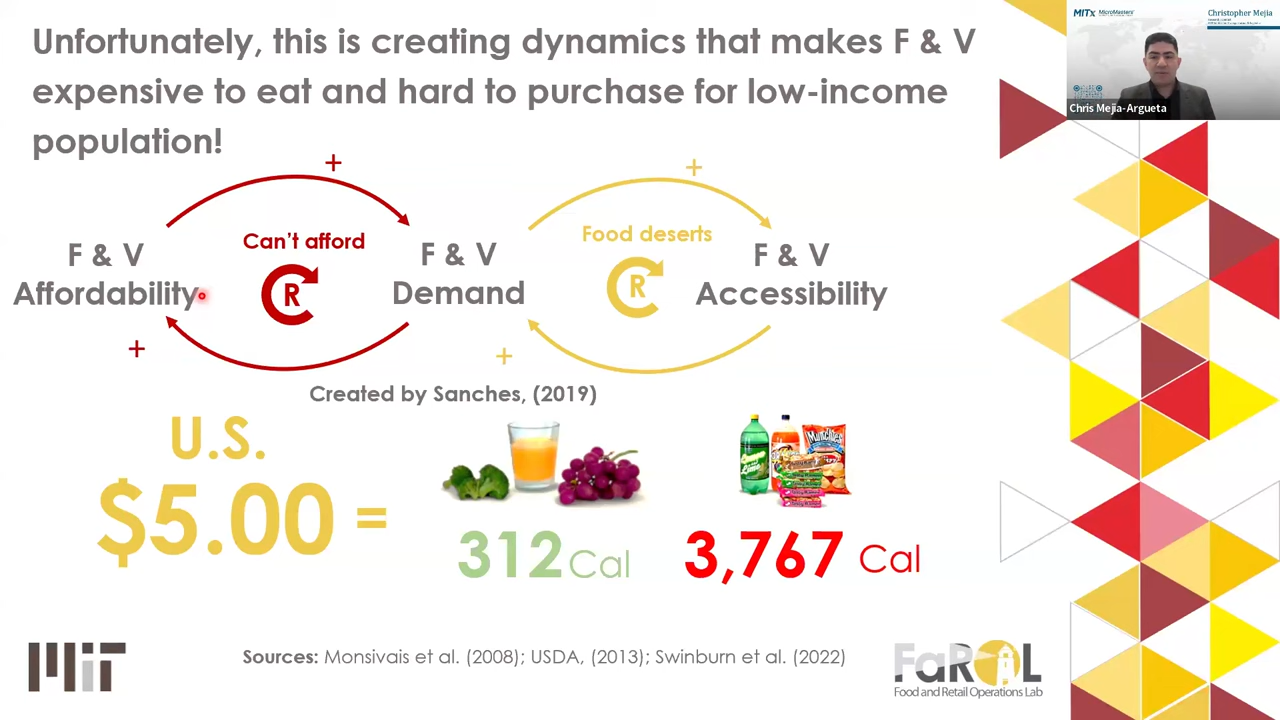 Unfortunately, this is creating dynamics that makes F & V
expensive to eat and hard to purchase for low-income
population!
MITx MicroMasters
Christopher Mejia
Chris Mejia-Argueta
+
+
Can't afford
Food deserts
F & V
Affordability
R
F & V
Demand
R
F & V
Accessibility
+
+
Created by Sanches, (2019)
U.S.
$5.00 =
Munchies
312 Cal
3,767 Cal
MIT
Sources: Monsivais et al. (2008); USDA, (2013); Swinburn et al. (2022)
FaROL
Food and Retail Operations Lab